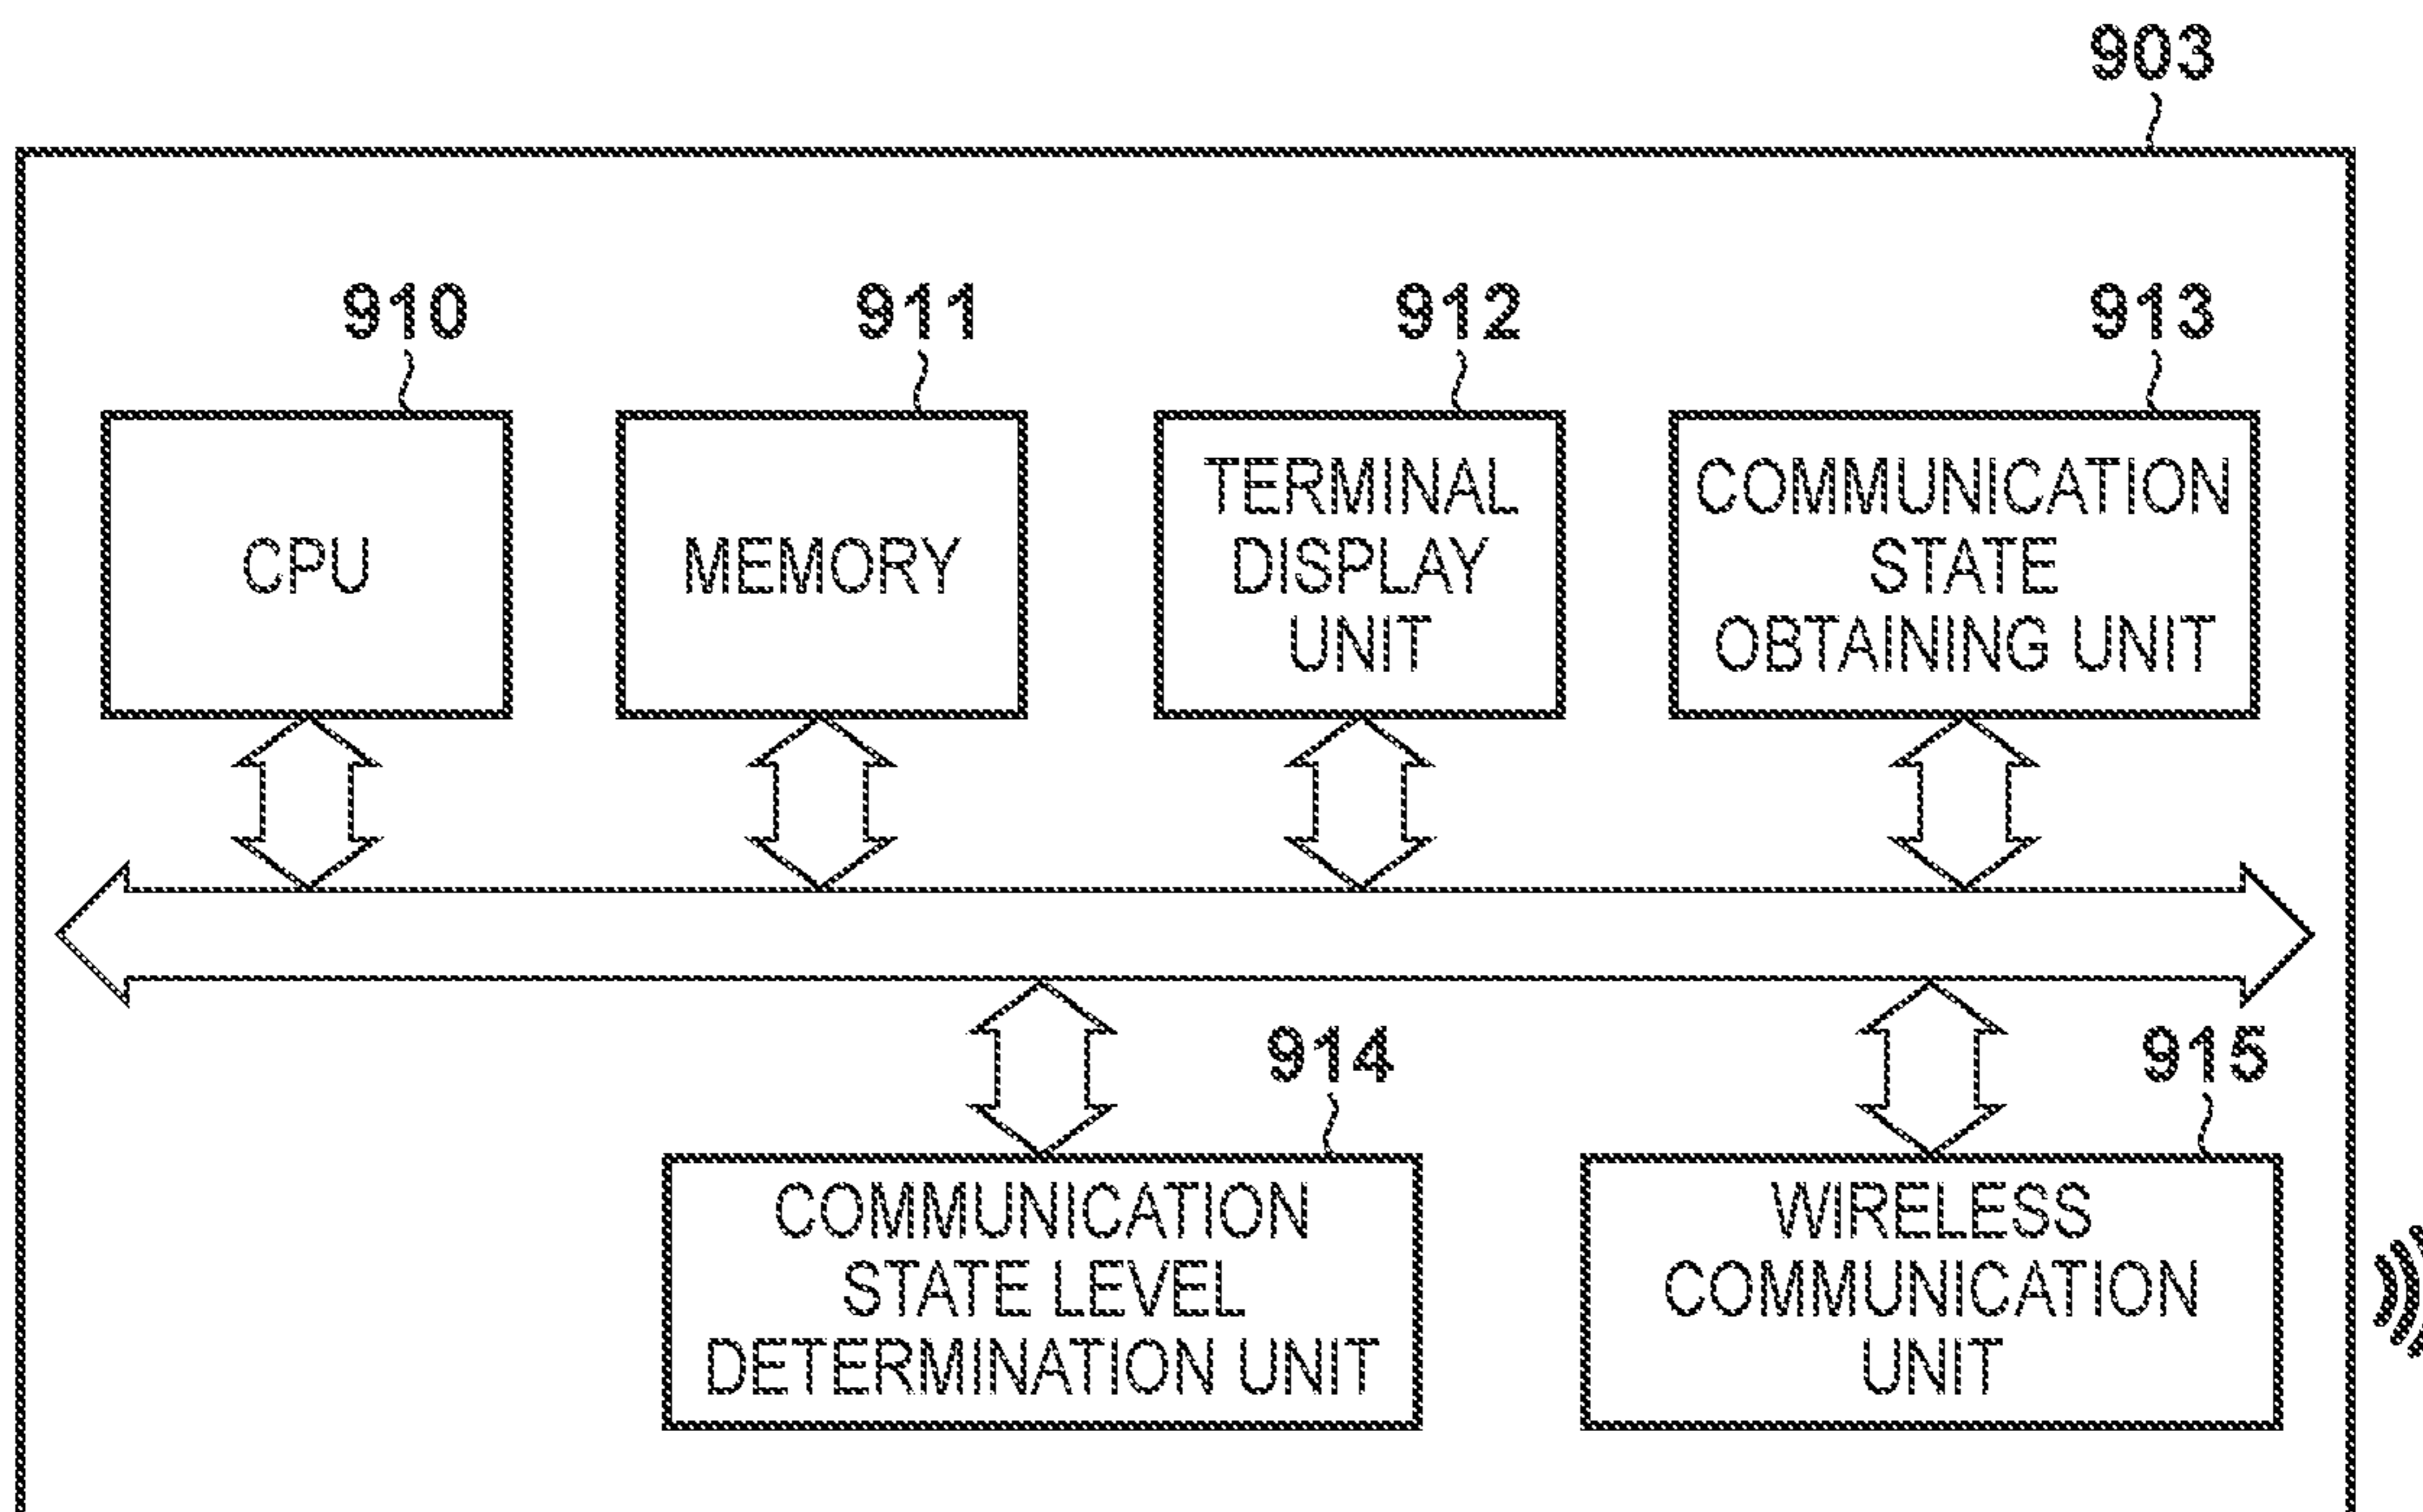 903
910
911
912
913
CPU
MEMORY
TERMINAL
DISPLAY
UNIT
COMMUNICATION
STATE
OBTAINING UNIT
914
915
COMMUNICATION
STATE LEVEL
DETERMINATION UNIT
WIRELESS
COMMUNICATION
UNIT